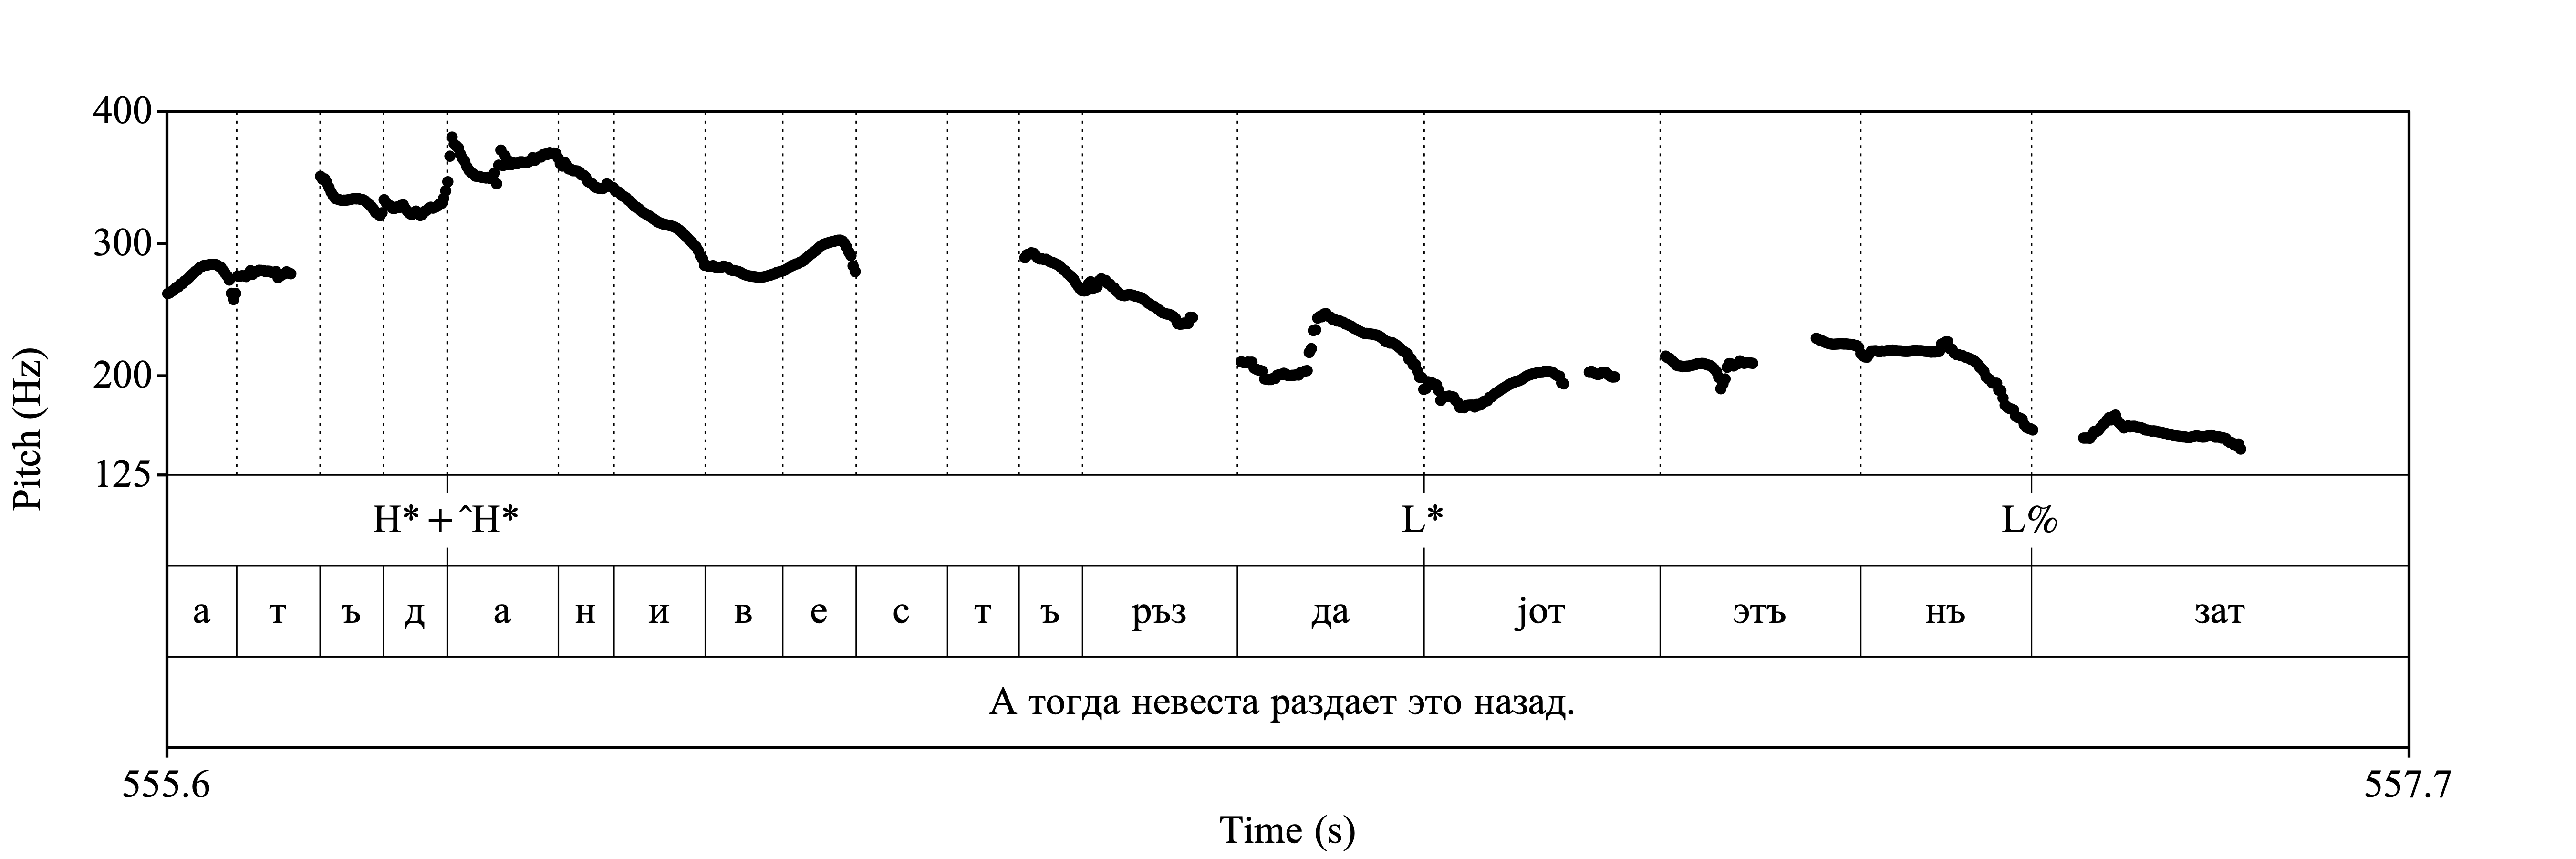 400
300
200
125
Pitch (Hz)
H* + ^H* L* L%
а т ъ д а н и в е с т ъ ръз да јот этъ нъ зат
А тогда невеста раздает это назад.
555.6 557.7
Time (s)